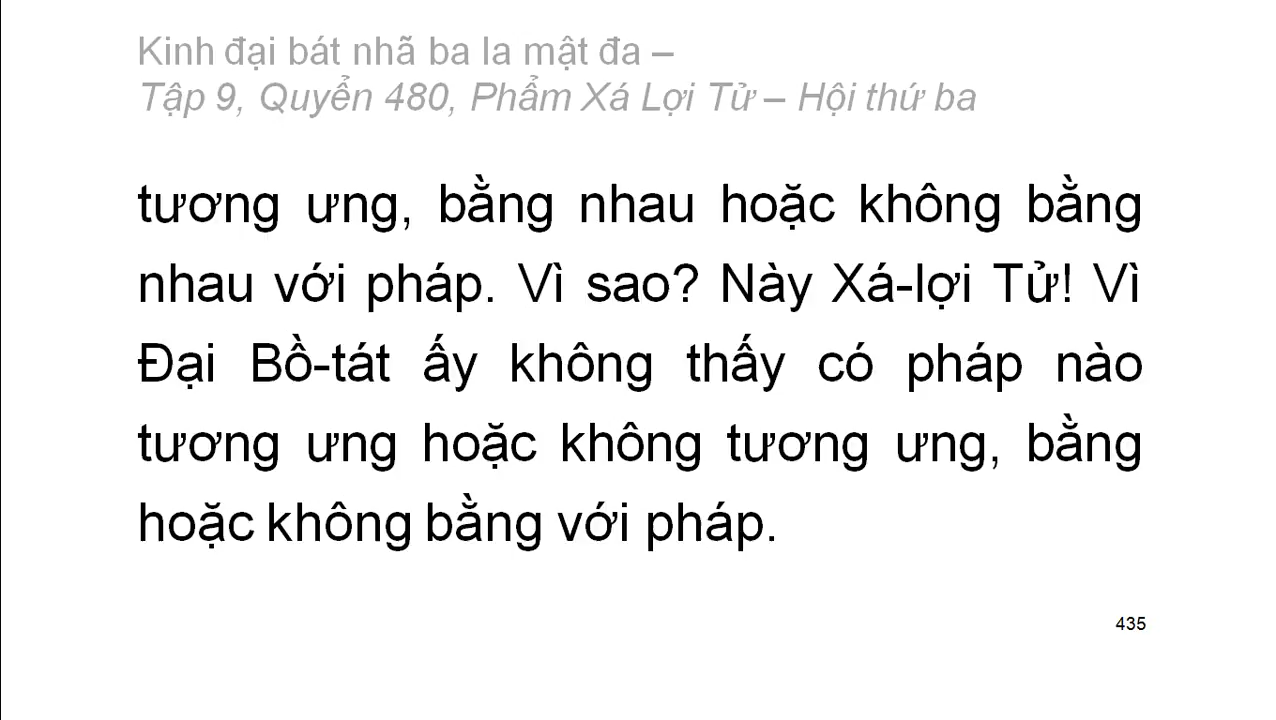 Kinh đại bát nhã ba la mật đa –
Tập 9, Quyển 480, Phẩm Xá Lợi Tử – Hội thứ ba
tương ưng, bằng nhau hoặc không bằng
nhau với pháp. Vì sao? Này Xá-lợi Tử! Vì
Đại Bồ-tát ấy không thấy có pháp nào
tương ưng hoặc không tương ưng, bằng
hoặc không bằng với pháp.
435